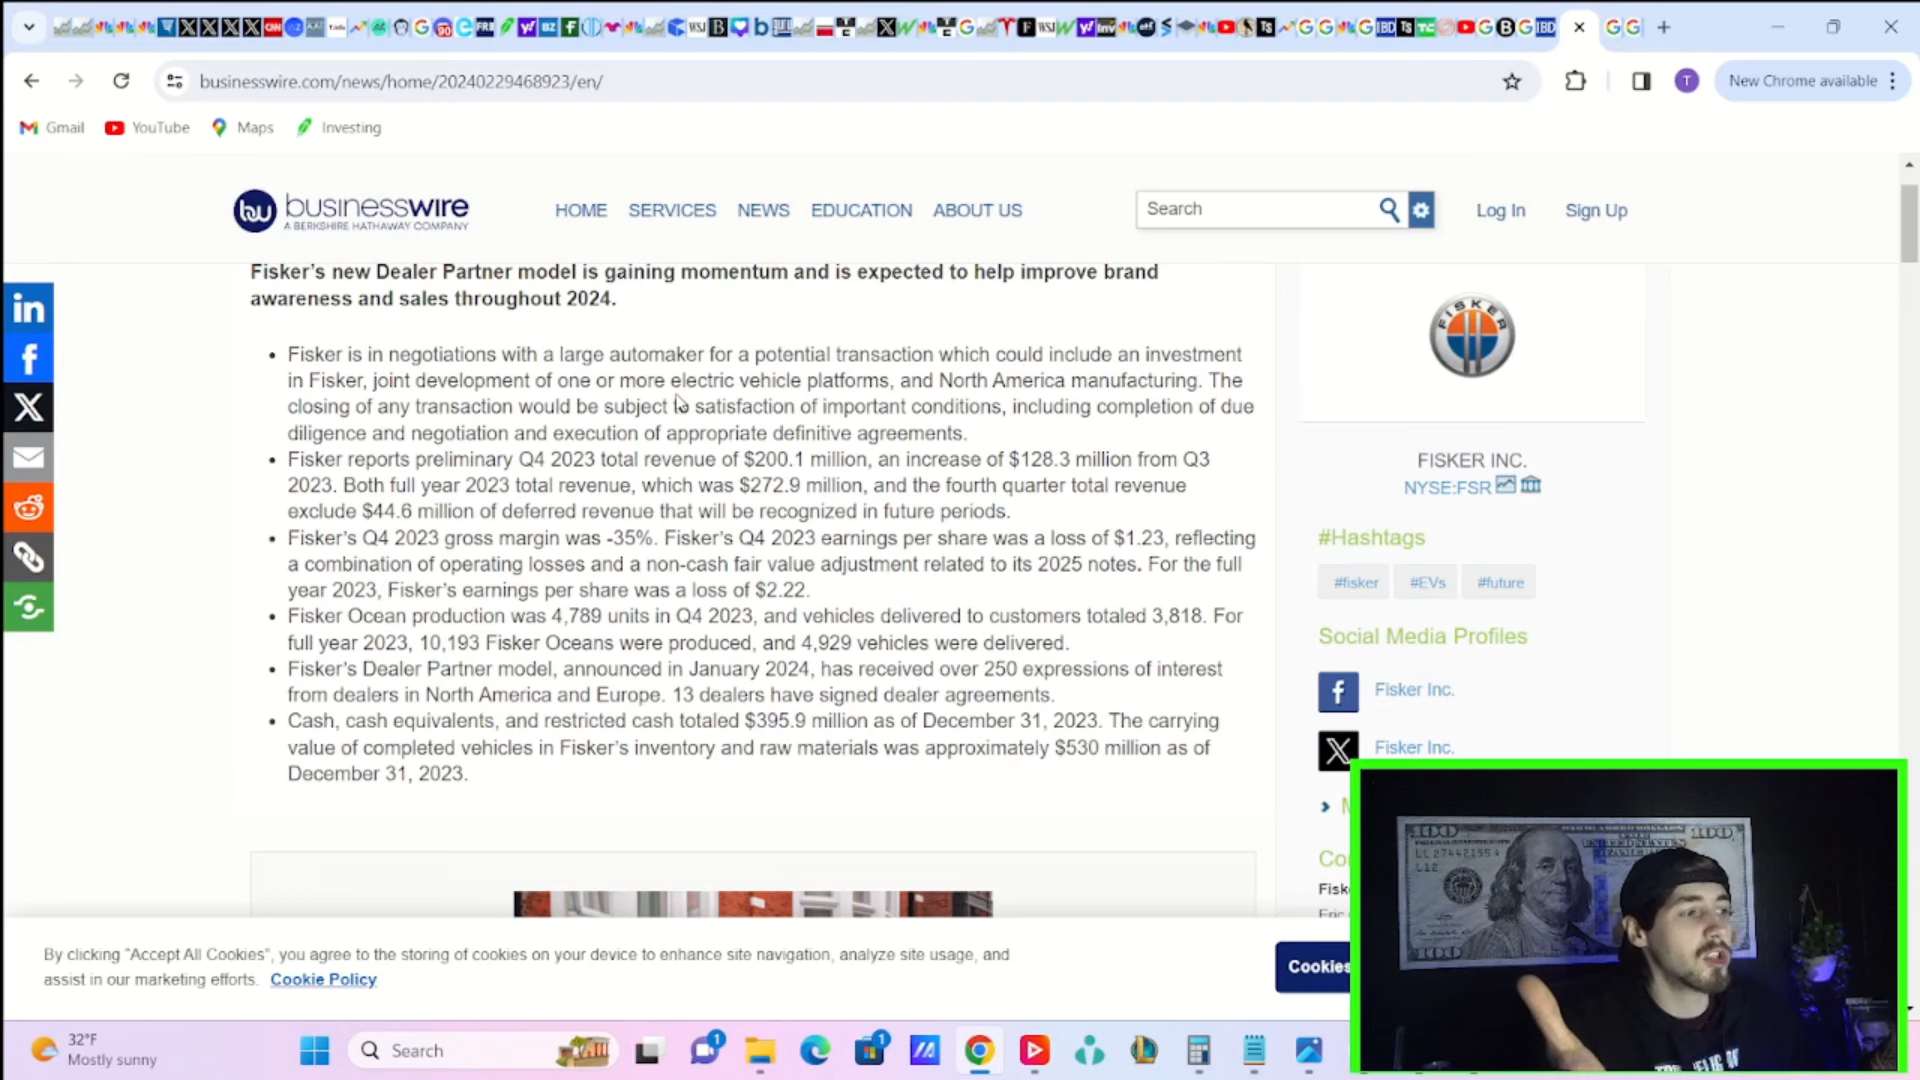 businesswire.com/news/home/20240229468923/en/
New Chrome available
T
Gmail
YouTube
Maps
Investing
bw businesswire
A BERKSHIRE HATHAWAY COMPANY
HOME
SERVICES
NEWS
EDUCATION
ABOUT US
Search
Log In
Sign Up
Fisker's new Dealer Partner model is gaining momentum and is expected to help improve brand
awareness and sales throughout 2024.
• Fisker is in negotiations with a large automaker for a potential transaction which could include an investment
in Fisker, joint development of one or more electric vehicle platforms, and North America manufacturing. The
closing of any transaction would be subject to satisfaction of important conditions, including completion of due
diligence and negotiation and execution of appropriate definitive agreements.
• Fisker reports preliminary Q4 2023 total revenue of $200.1 million, an increase of $128.3 million from Q3
2023. Both full year 2023 total revenue, which was $272.9 million, and the fourth quarter total revenue
exclude $44.6 million of deferred revenue that will be recognized in future periods.
• Fisker's Q4 2023 gross margin was -35%. Fisker's Q4 2023 earnings per share was a loss of $1.23, reflecting
a combination of operating losses and a non-cash fair value adjustment related to its 2025 notes. For the full
year 2023, Fisker's earnings per share was a loss of $2.22.
• Fisker Ocean production was 4,789 units in Q4 2023, and vehicles delivered to customers totaled 3,818. For
full year 2023, 10,193 Fisker Oceans were produced, and 4,929 vehicles were delivered.
• Fisker's Dealer Partner model, announced in January 2024, has received over 250 expressions of interest
from dealers in North America and Europe. 13 dealers have signed dealer agreements.
• Cash, cash equivalents, and restricted cash totaled $395.9 million as of December 31, 2023. The carrying
value of completed vehicles in Fisker's inventory and raw materials was approximately $530 million as of
December 31, 2023.
FISKER
FISKER INC.
NYSE:FSR
#Hashtags
#fisker
#EVs
#future
Social Media Profiles
Fisker Inc.
Fisker Inc.
By clicking "Accept All Cookies", you agree to the storing of cookies on your device to enhance site navigation, analyze site usage, and
assist in our marketing efforts. Cookie Policy
Cookies
32°F
Mostly sunny
Search
1
1
100
100
100